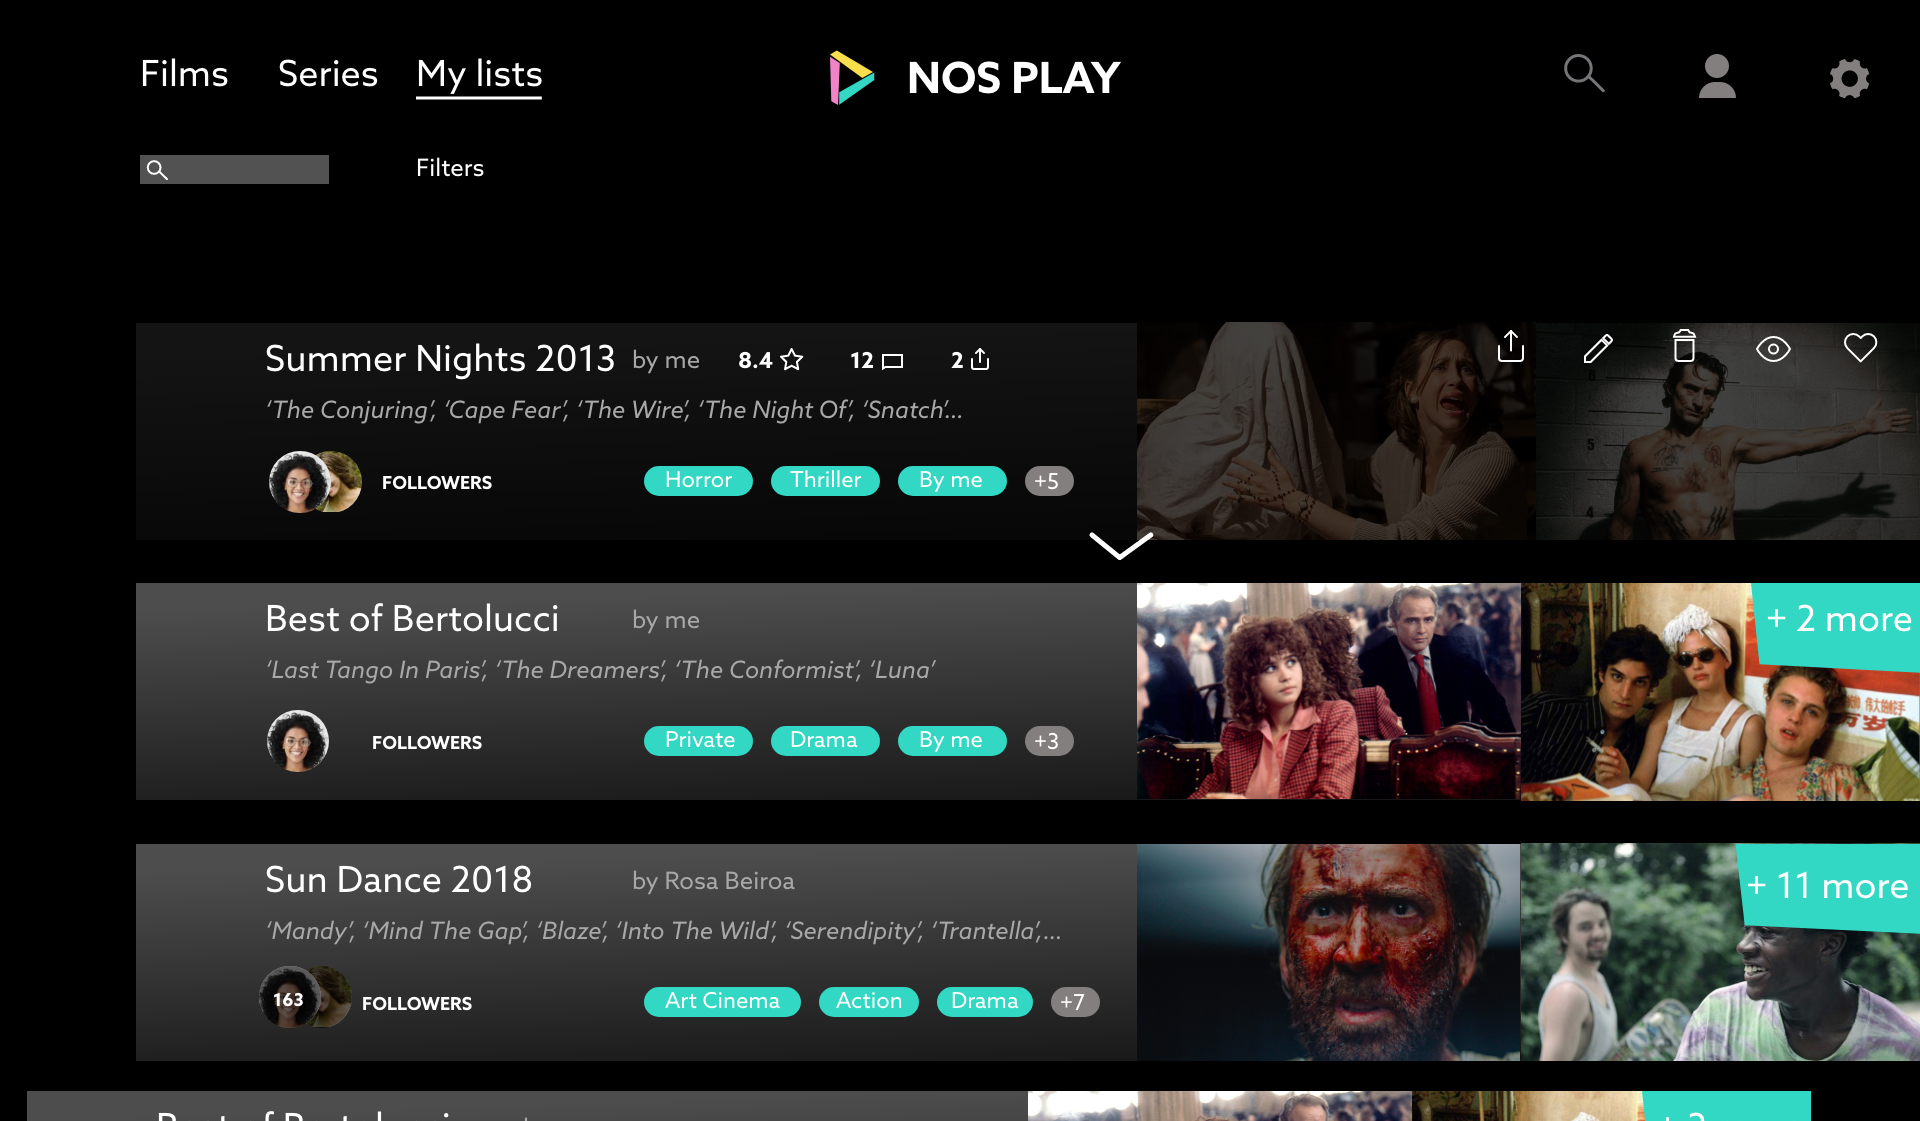 Films Series My lists NOS PLAY
Filters
Summer Nights 2013 by me 8.4 12 2
‘The Conjuring’, ‘Cape Fear’, ‘The Wire’, ‘The Night Of’, ‘Snatch’...
FOLLOWERS Horror Thriller By me +5
6
5
4
Best of Bertolucci by me + 2 more
‘Last Tango In Paris’, ‘The Dreamers’, ‘The Conformist’, ‘Luna’
FOLLOWERS Private Drama By me +3
Sun Dance 2018 by Rosa Beiroa + 11 more
‘Mandy’, ‘Mind The Gap’, ‘Blaze’, ‘Into The Wild’, ‘Serendipity’, ‘Trantella’,...
163 FOLLOWERS Art Cinema Action Drama +7